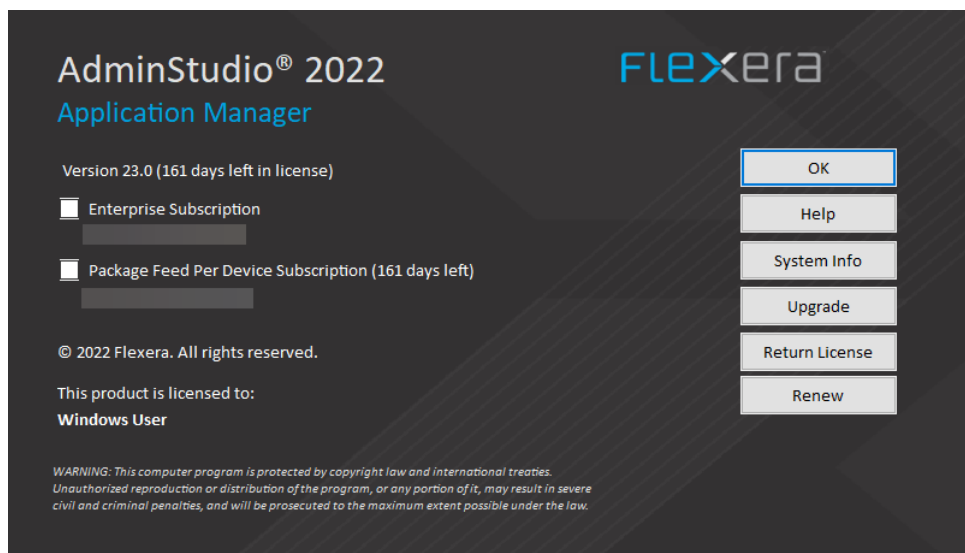 AdminStudio® 2022
Application Manager
FLEXERA
Version 23.0 (161 days left in license)
Enterprise Subscription
Package Feed Per Device Subscription (161 days left)
© 2022 Flexera. All rights reserved.
This product is licensed to:
Windows User
WARNING: This computer program is protected by copyright law and international treaties.
Unauthorized reproduction or distribution of the program, or any portion of it, may result in severe
civil and criminal penalties, and will be prosecuted to the maximum extent possible under the law.
OK
Help
System Info
Upgrade
Return License
Renew